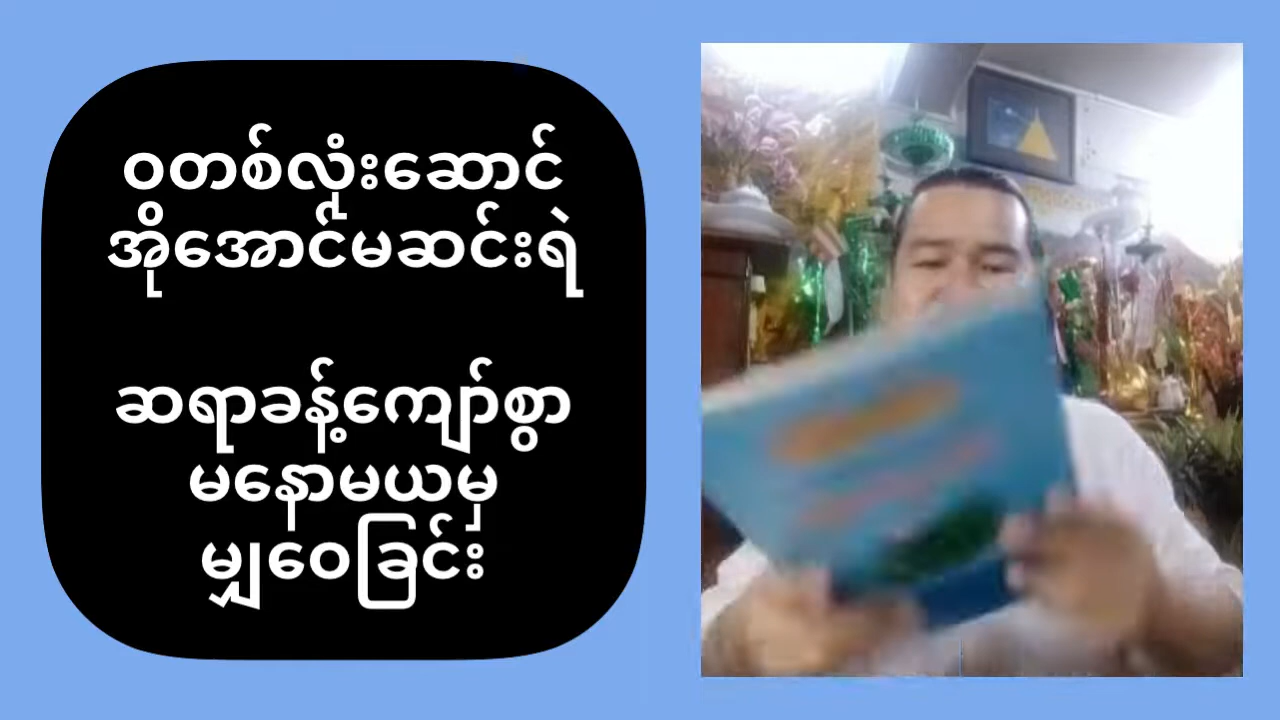 ဝတစ်လုံးဆောင်
အိုအောင်မဆင်းရဲ
ဆရာခန့်ကျော်စွာ
မနောမယမှ
မျှဝေခြင်း